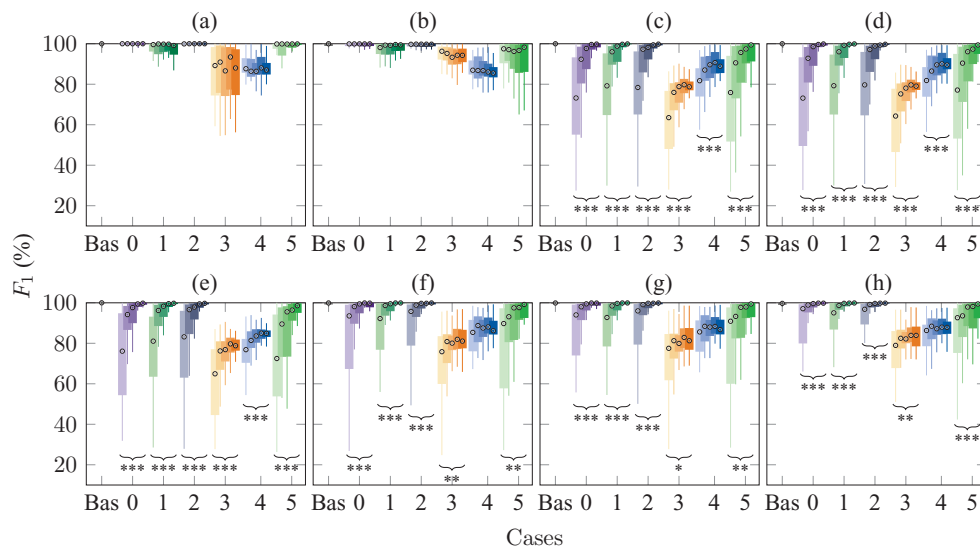 (a) (b) (c) (d)
100
80
60
40
20
*** *** *** *** *** ***
*** *** *** *** *** ***
Bas 0 1 2 3 4 5 Bas 0 1 2 3 4 5 Bas 0 1 2 3 4 5 Bas 0 1 2 3 4 5
F1 (%)
(e) (f) (g) (h)
100
80
60
40
20
*** *** *** *** *** ***
*** *** *** ** **
*** *** *** * **
*** *** *** ** ***
Bas 0 1 2 3 4 5 Bas 0 1 2 3 4 5 Bas 0 1 2 3 4 5 Bas 0 1 2 3 4 5
Cases